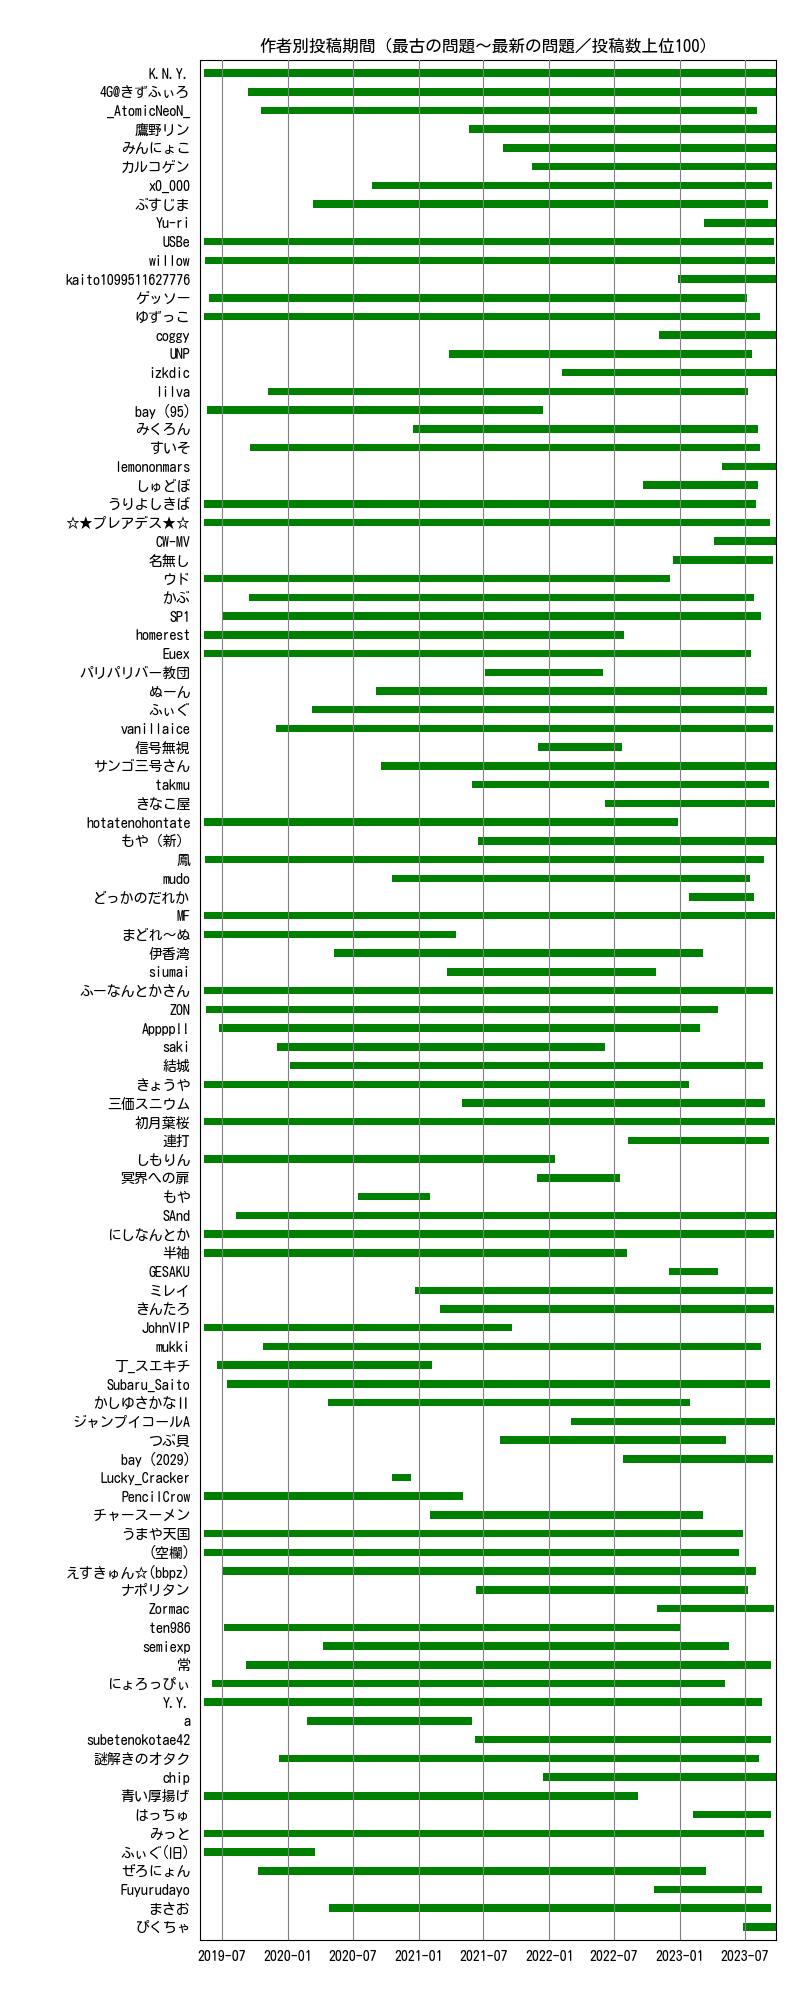 作者別投稿期間（最古の問題～最新の問題／投稿数上位100）
K.N.Y.
4G@きずふぃろ
_AtomicNeoN_
鷹野リン
みんにょこ
カルコゲン
x0_000
ぶすじま
Yu-ri
USBe
willow
kaito1099511627776
ゲッソー
ゆずっこ
coggy
UNP
izkdic
lilva
bay (95)
みくろん
すいそ
lemononmars
しゅどぼ
うりよしきば
☆★プレアデス★☆
CW-MV
名無し
ウド
かぶ
SP1
homerest
Euex
パリパリバー教団
ぬーん
ふぃぐ
vanillaice
信号無視
サンゴ三号さん
takmu
きなこ屋
hotatenohontate
もや（新）
鳳
mudo
どっかのだれか
MF
まどれ～ぬ
伊香湾
siumai
ふーなんとかさん
ZON
Appppll
saki
結城
きょうや
三価スニウム
初月葉桜
連打
しもりん
冥界への扉
もや
SAnd
にしなんとか
半袖
GESAKU
ミレイ
きんたろ
JohnVIP
mukki
丁_スエキチ
Subaru_Saito
かしゆさかなⅡ
ジャンプイコールA
つぶ貝
bay (2029)
Lucky_Cracker
PencilCrow
チャースーメン
うまや天国
(空欄)
えすきゅん☆(bbpz)
ナポリタン
Zormac
ten986
semiexp
常
にょろっぴぃ
Y.Y.
a
subetenokotae42
謎解きのオタク
chip
青い厚揚げ
はっちゅ
みっと
ふぃぐ(旧)
ぜろにょん
Fuyurudayo
まさお
ぴくちゃ
2019-07 2020-01 2020-07 2021-01 2021-07 2022-01 2022-07 2023-01 2023-07